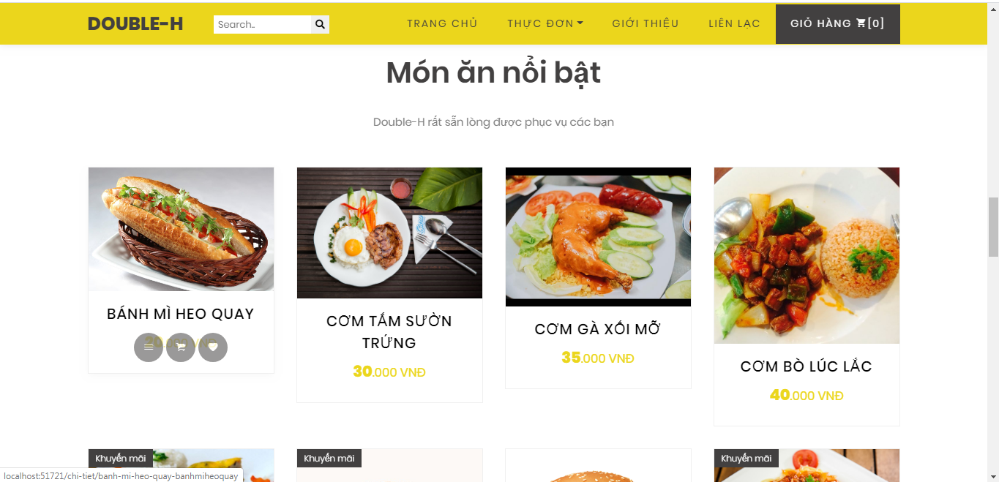 DOUBLE-H
Search..
TRANG CHỦ
THỰC ĐƠN
GIỚI THIỆU
LIÊN LẠC
GIỎ HÀNG [0]
Món ăn nổi bật
Double-H rất sẵn lòng được phục vụ các bạn
BÁNH MÌ HEO QUAY
20.000 VNĐ
CƠM TẤM SƯỜN
TRỨNG
30.000 VNĐ
CƠM GÀ XỐI MỠ
35.000 VNĐ
CƠM BÒ LÚC LẮC
40.000 VNĐ
Khuyến mãi
Khuyến mãi
Khuyến mãi
localhost:51721/chi-tiet/banh-mi-heo-quay-banhmiheoquay